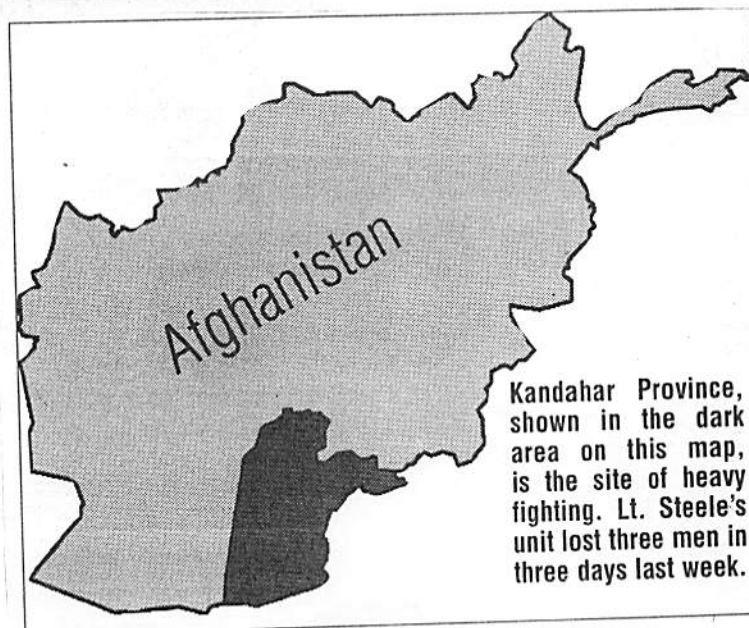 Afghanistan
Kandahar Province,
shown in the dark
area on this map,
is the site of heavy
fighting. Lt. Steele's
unit lost three men in
three days last week.